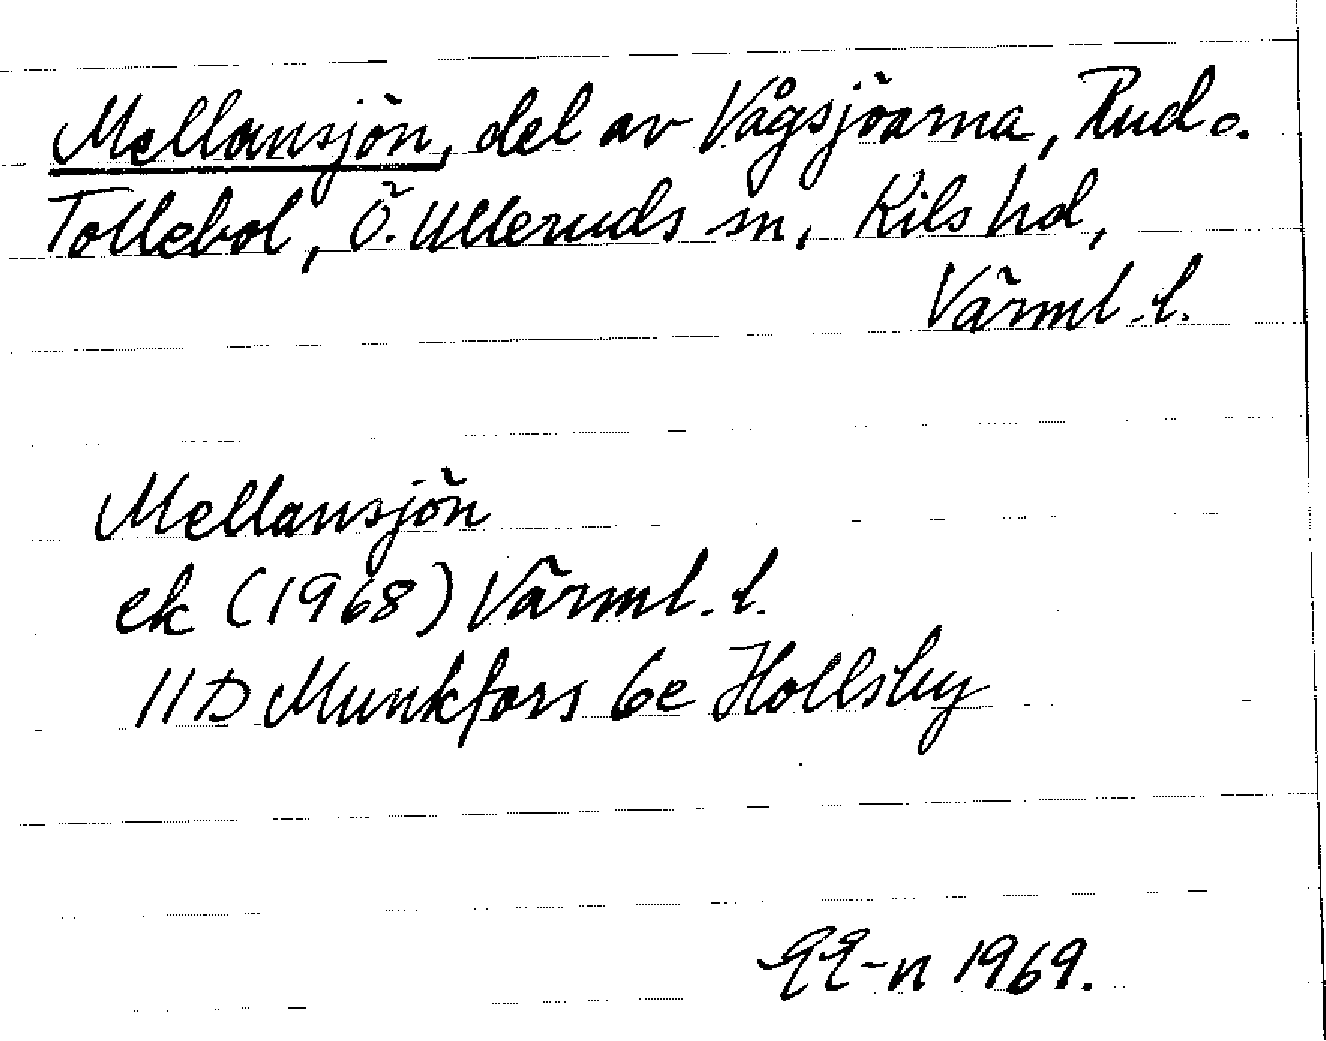 Mellansjön, del av Vågsjöarna, Rud o.
Tollebol, Ö. Ulleruds sn, Kils hd,
Värml. l.
Mellansjön
ek (1968) Värml. l.
11D Munkfors 6e Hollsby
1969.